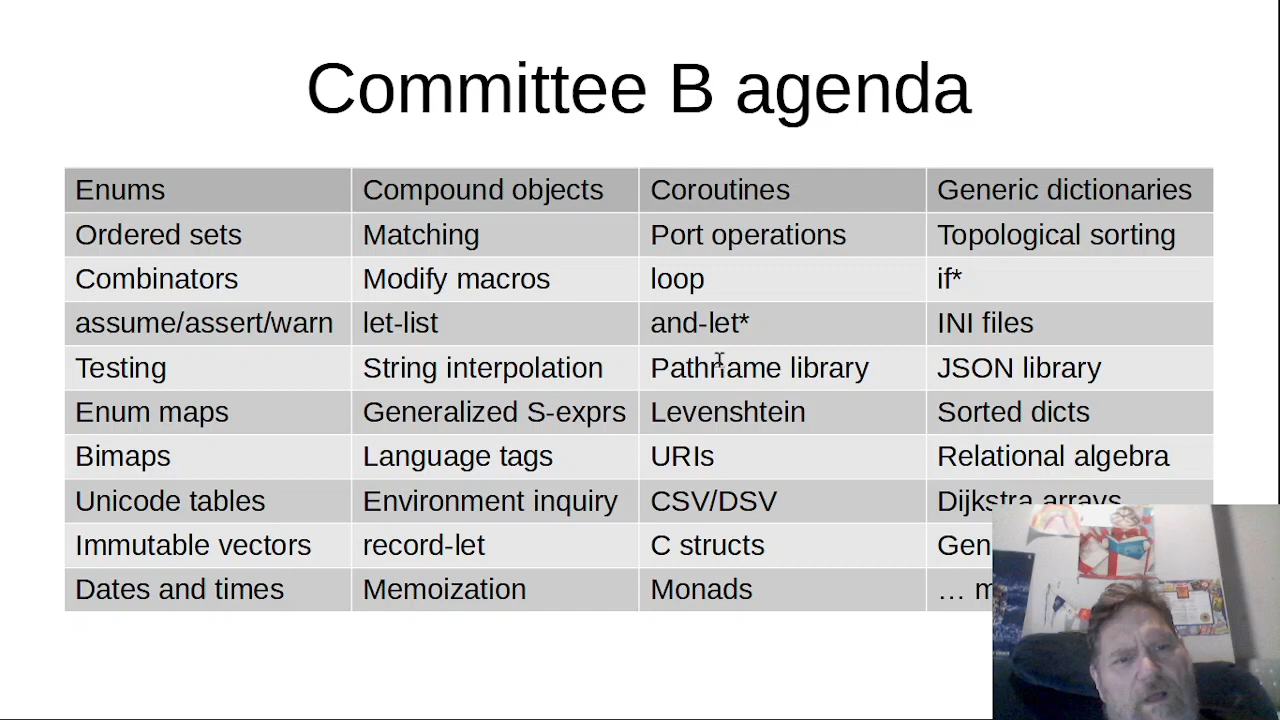 Committee B agenda
Enums Compound objects Coroutines Generic dictionaries
Ordered sets Matching Port operations Topological sorting
Combinators Modify macros loop if*
assume/assert/warn let-list and-let* INI files
Testing String interpolation Pathname library JSON library
Enum maps Generalized S-exprs Levenshtein Sorted dicts
Bimaps Language tags URIs Relational algebra
Unicode tables Environment inquiry CSV/DSV Dijkstra arrays
Immutable vectors record-let C structs Gen
Dates and times Memoization Monads …